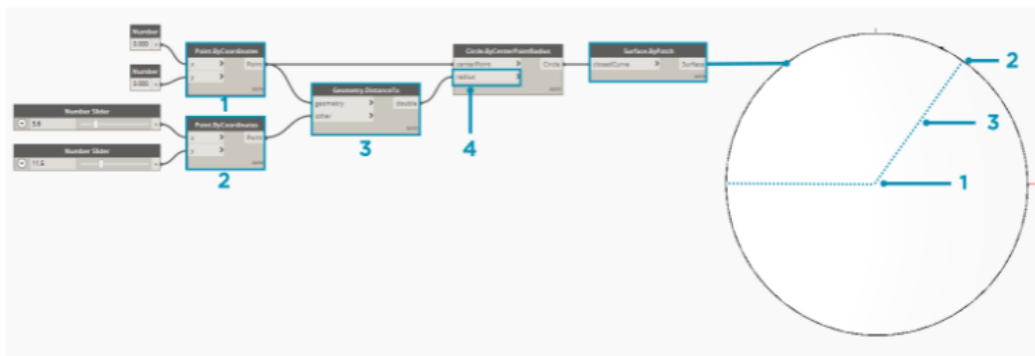 Number
0.000
Number
0.000
Point.ByCoordinates
x
y
Point
1
Number Slider
5.6
Number Slider
11.6
Point.ByCoordinates
x
y
Point
2
Geometry.DistanceTo
geometry
other
double
3
Circle.ByCenterPointRadius
centerPoint
radius
Circle
4
Surface.ByPatch
closedCurve
Surface
2
3
1